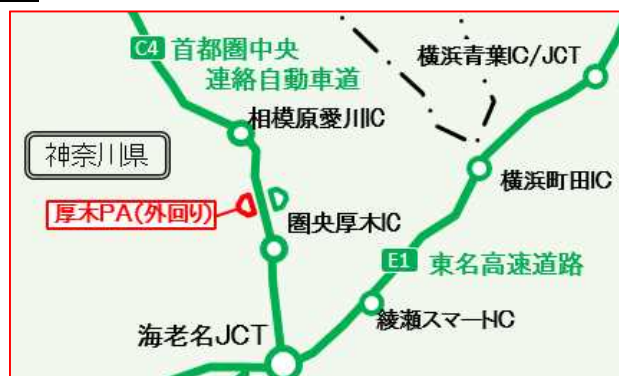 C4 首都圏中央
連絡自動車道
横浜青葉IC/JCT
相模原愛川IC
神奈川県
横浜町田IC
厚木PA(外回り)
圏央厚木IC
E1 東名高速道路
綾瀬スマートIC
海老名JCT